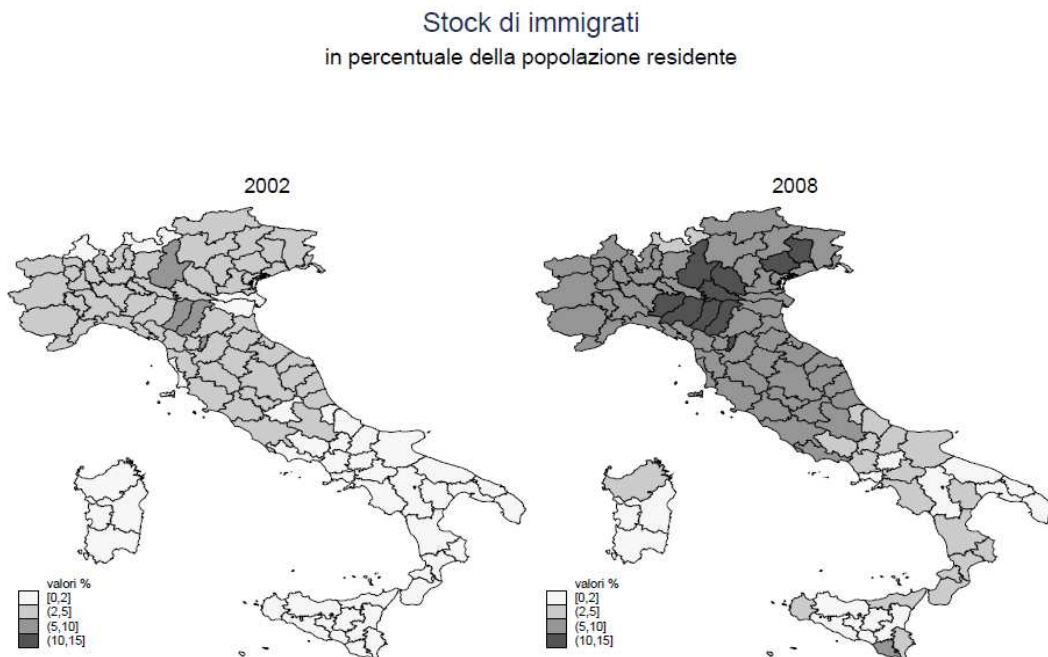 Stock di immigrati
in percentuale della popolazione residente
2002
2008
valori %
[0,2]
(2,5]
(5,10]
(10,15]
valori %
[0,2]
(2,5]
(5,10]
(10,15]